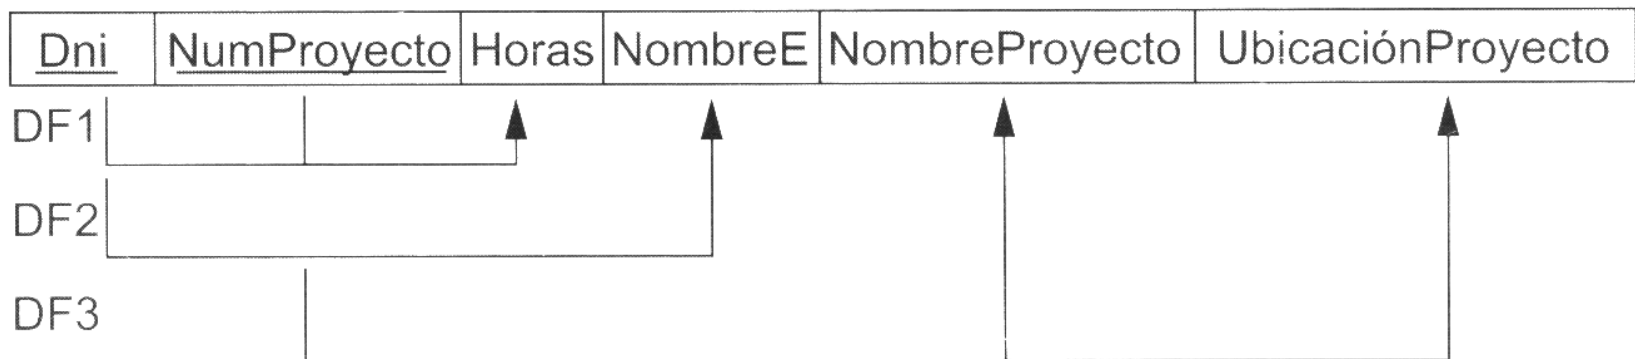 Dni NumProyecto Horas NombreE NombreProyecto UbicaciónProyecto
DF1
DF2
DF3